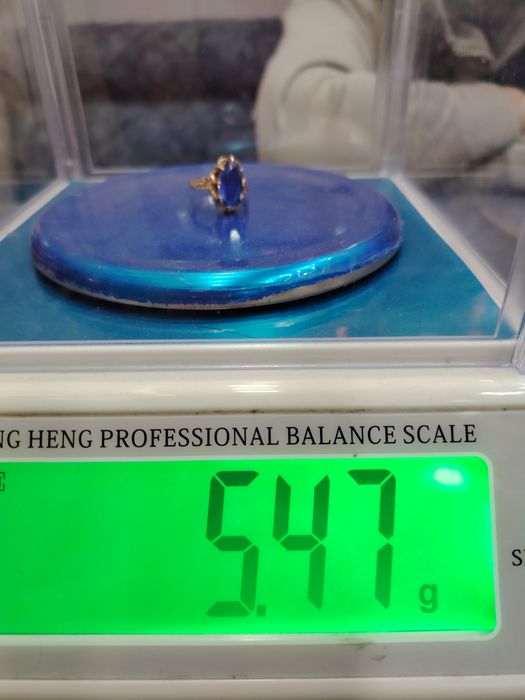 NG HENG PROFESSIONAL BALANCE SCALE
5.47 g